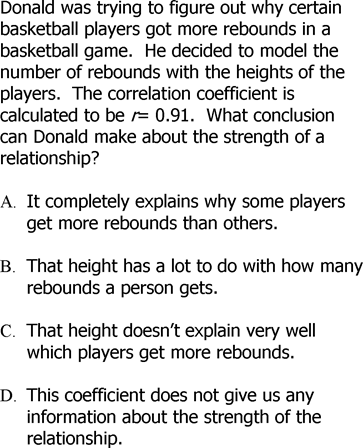 Donald was trying to figure out why certain
basketball players got more rebounds in a
basketball game.  He decided to model the
number of rebounds with the heights of the
players.  The correlation coefficient is
calculated to be r= 0.91.  What conclusion
can Donald make about the strength of a
relationship?
A. It completely explains why some players
get more rebounds than others.
B. That height has a lot to do with how many
rebounds a person gets.
C. That height doesn't explain very well
which players get more rebounds.
D. This coefficient does not give us any
information about the strength of the
relationship.